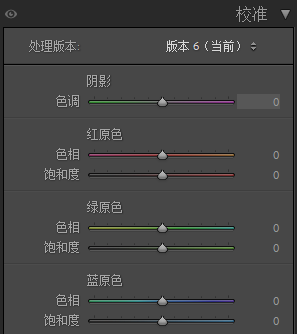 校准
处理版本: 版本 6（当前）
阴影
色调 0
红原色
色相 0
饱和度 0
绿原色
色相 0
饱和度 0
蓝原色
色相 0
饱和度 0